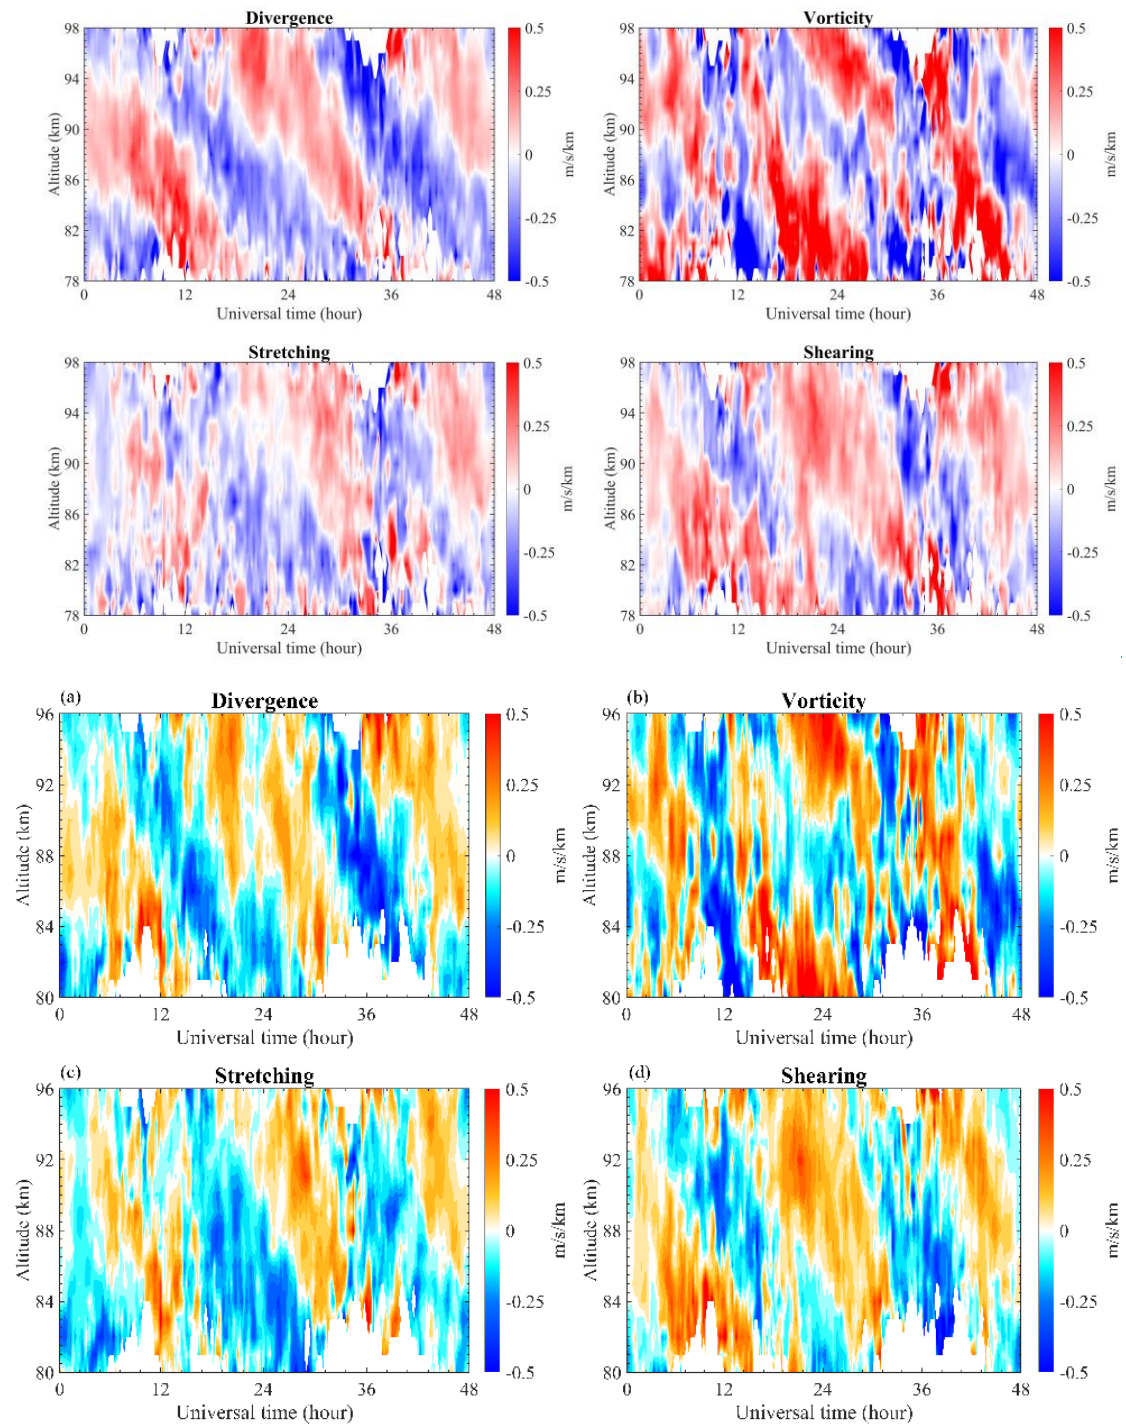 Divergence
98
94
90
86
82
78
Altitude (km)
0 12 24 36 48
Universal time (hour)
0.5
0.25
0
-0.25
-0.5
m/s/km
Vorticity
98
94
90
86
82
78
Altitude (km)
0 12 24 36 48
Universal time (hour)
0.5
0.25
0
-0.25
-0.5
m/s/km
Stretching
98
94
90
86
82
78
Altitude (km)
0 12 24 36 48
Universal time (hour)
0.5
0.25
0
-0.25
-0.5
m/s/km
Shearing
98
94
90
86
82
78
Altitude (km)
0 12 24 36 48
Universal time (hour)
0.5
0.25
0
-0.25
-0.5
m/s/km
(a)
Divergence
96
92
88
84
80
Altitude (km)
0 12 24 36 48
Universal time (hour)
0.5
0.25
0
-0.25
-0.5
m/s/km
(b)
Vorticity
96
92
88
84
80
Altitude (km)
0 12 24 36 48
Universal time (hour)
0.5
0.25
0
-0.25
-0.5
m/s/km
(c)
Stretching
96
92
88
84
80
Altitude (km)
0 12 24 36 48
Universal time (hour)
0.5
0.25
0
-0.25
-0.5
m/s/km
(d)
Shearing
96
92
88
84
80
Altitude (km)
0 12 24 36 48
Universal time (hour)
0.5
0.25
0
-0.25
-0.5
m/s/km